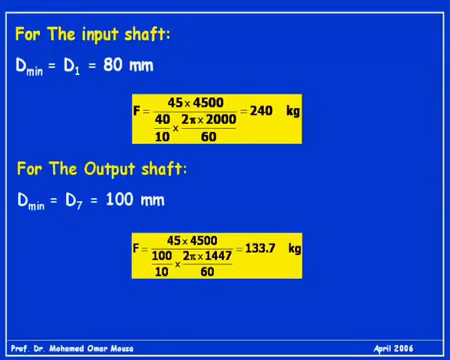 For The input shaft:
Dmin = D1 = 80 mm
F = 45 x 4500 / (40/10 x 2π x 2000/60) = 240 kg
For The Output shaft:
Dmin = D7 = 100 mm
F = 45 x 4500 / (100/10 x 2π x 1447/60) = 133.7 kg
Prof. Dr. Mohamed Omar Mousa April 2006